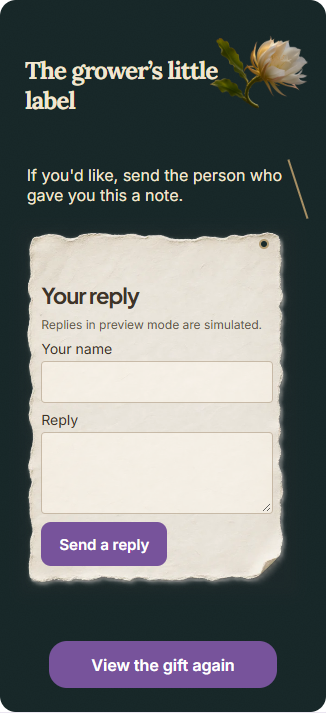 The grower’s little
label
If you'd like, send the person who
gave you this a note.
Your reply
Replies in preview mode are simulated.
Your name
Reply
Send a reply
View the gift again